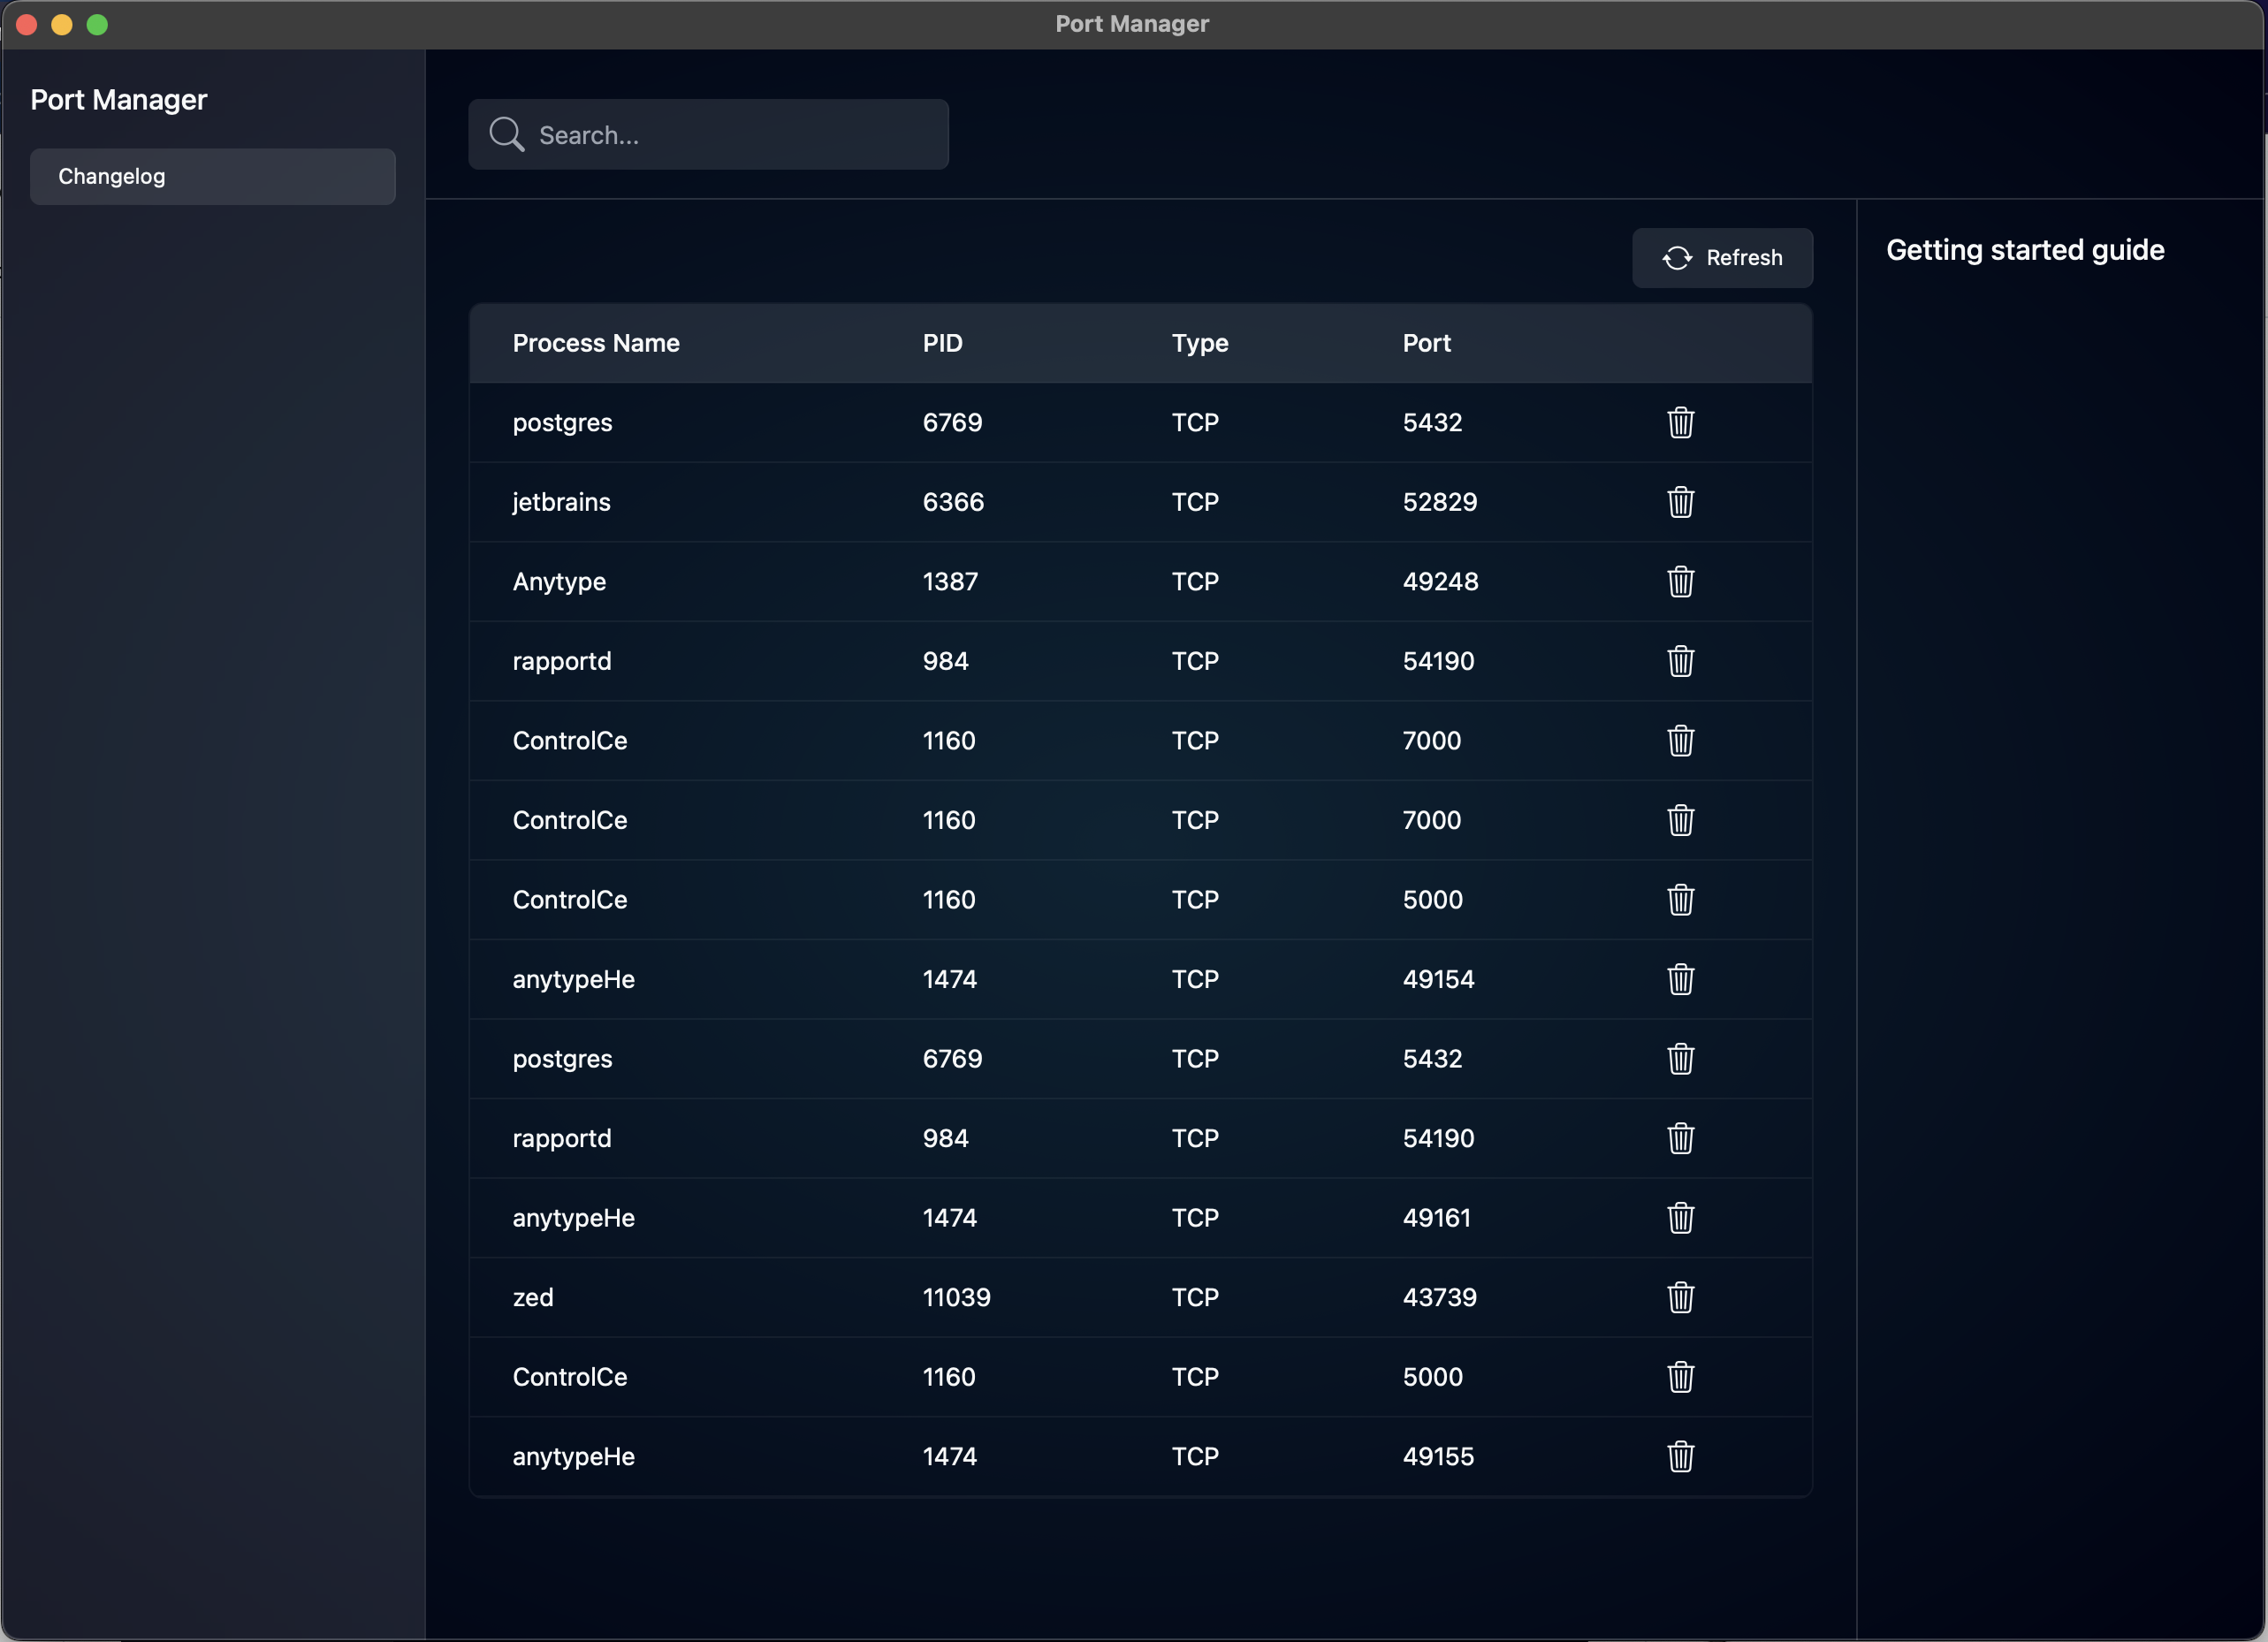 Port Manager
Port Manager
Changelog
Search...
Refresh
Getting started guide
Process Name PID Type Port
postgres 6769 TCP 5432
jetbrains 6366 TCP 52829
Anytype 1387 TCP 49248
rapportd 984 TCP 54190
ControlCe 1160 TCP 7000
ControlCe 1160 TCP 7000
ControlCe 1160 TCP 5000
anytypeHe 1474 TCP 49154
postgres 6769 TCP 5432
rapportd 984 TCP 54190
anytypeHe 1474 TCP 49161
zed 11039 TCP 43739
ControlCe 1160 TCP 5000
anytypeHe 1474 TCP 49155